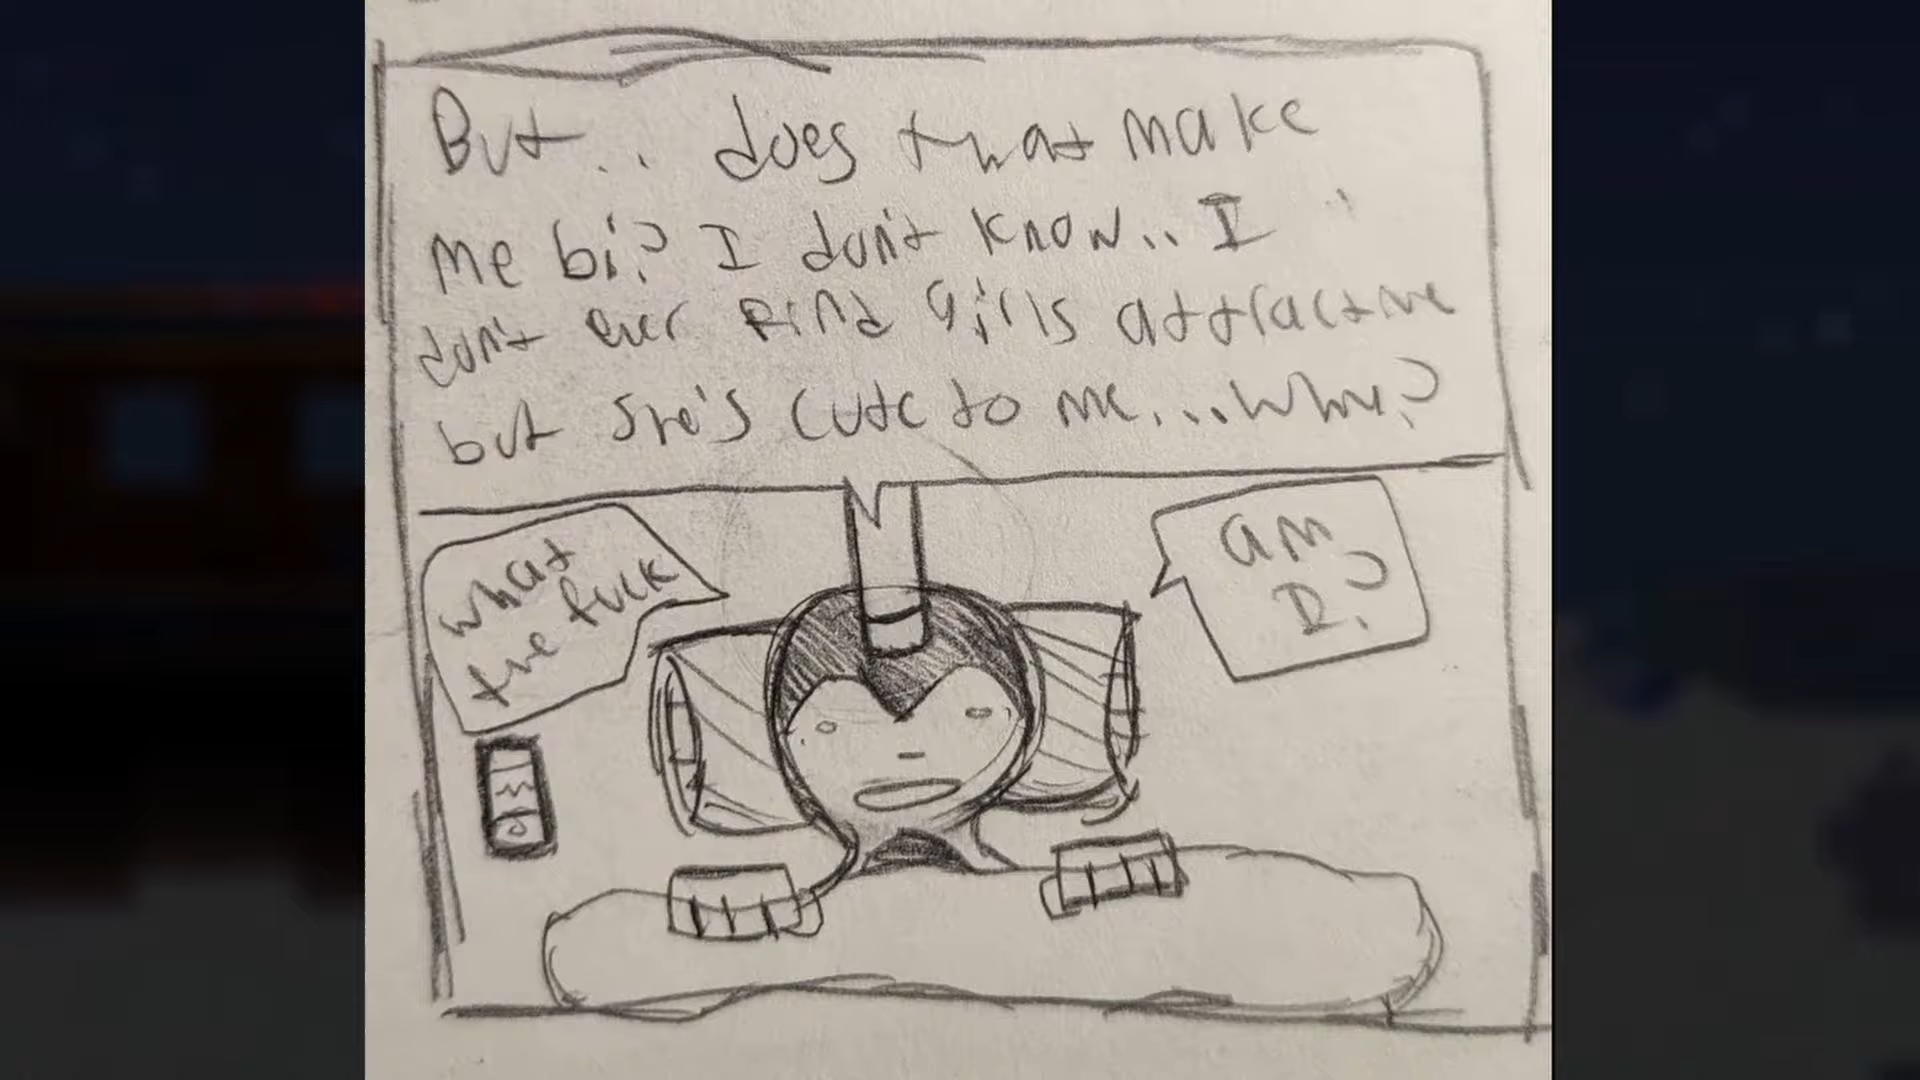 But.. does that make
me bi? I don't know.. I
don't ever find girls attractive
but she's cute to me...why?
what
the fuck
am
I?